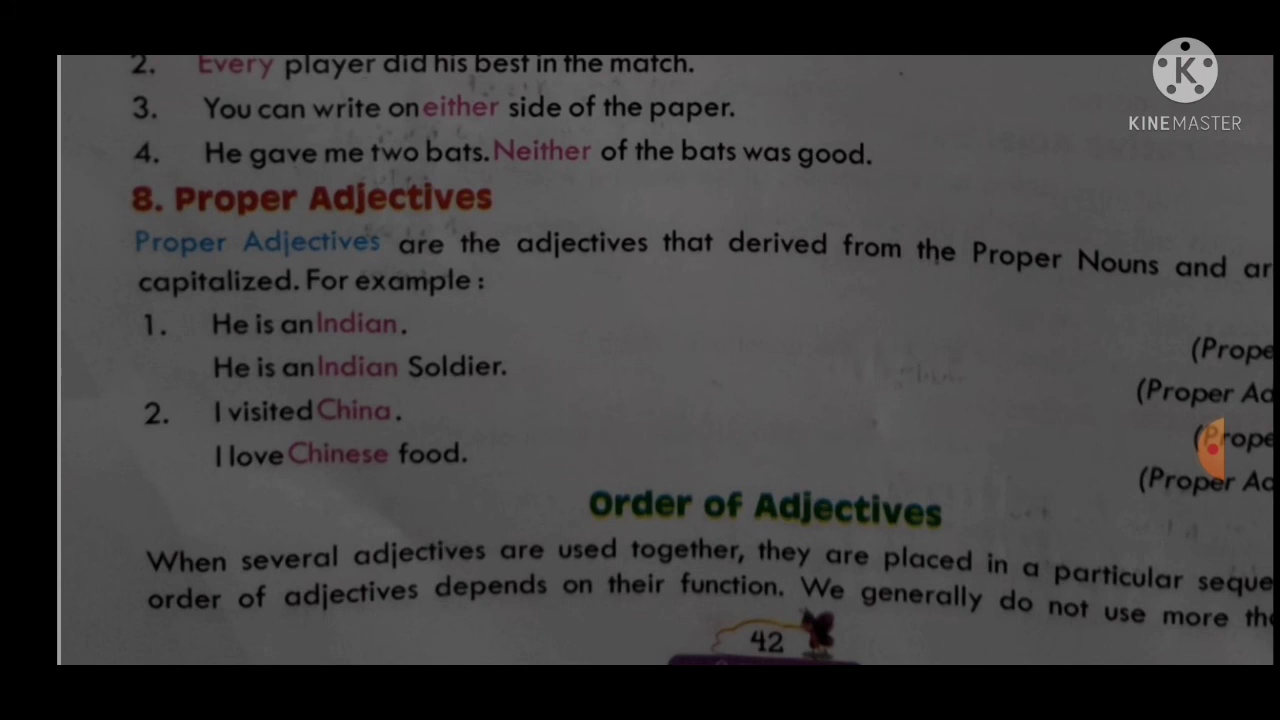 2. Every player did his best in the match.
3. You can write on either side of the paper.
4. He gave me two bats. Neither of the bats was good.
8. Proper Adjectives
Proper Adjectives are the adjectives that derived from the Proper Nouns and
capitalized. For example :
1. He is an Indian.
(Prope
He is an Indian Soldier.
(Proper Ad
2. I visited China.
(Prope
I love Chinese food.
(Proper Ad
Order of Adjectives
When several adjectives are used together, they are placed in a particular seque
order of adjectives depends on their function. We generally do not use more
42
K
KINEMASTER